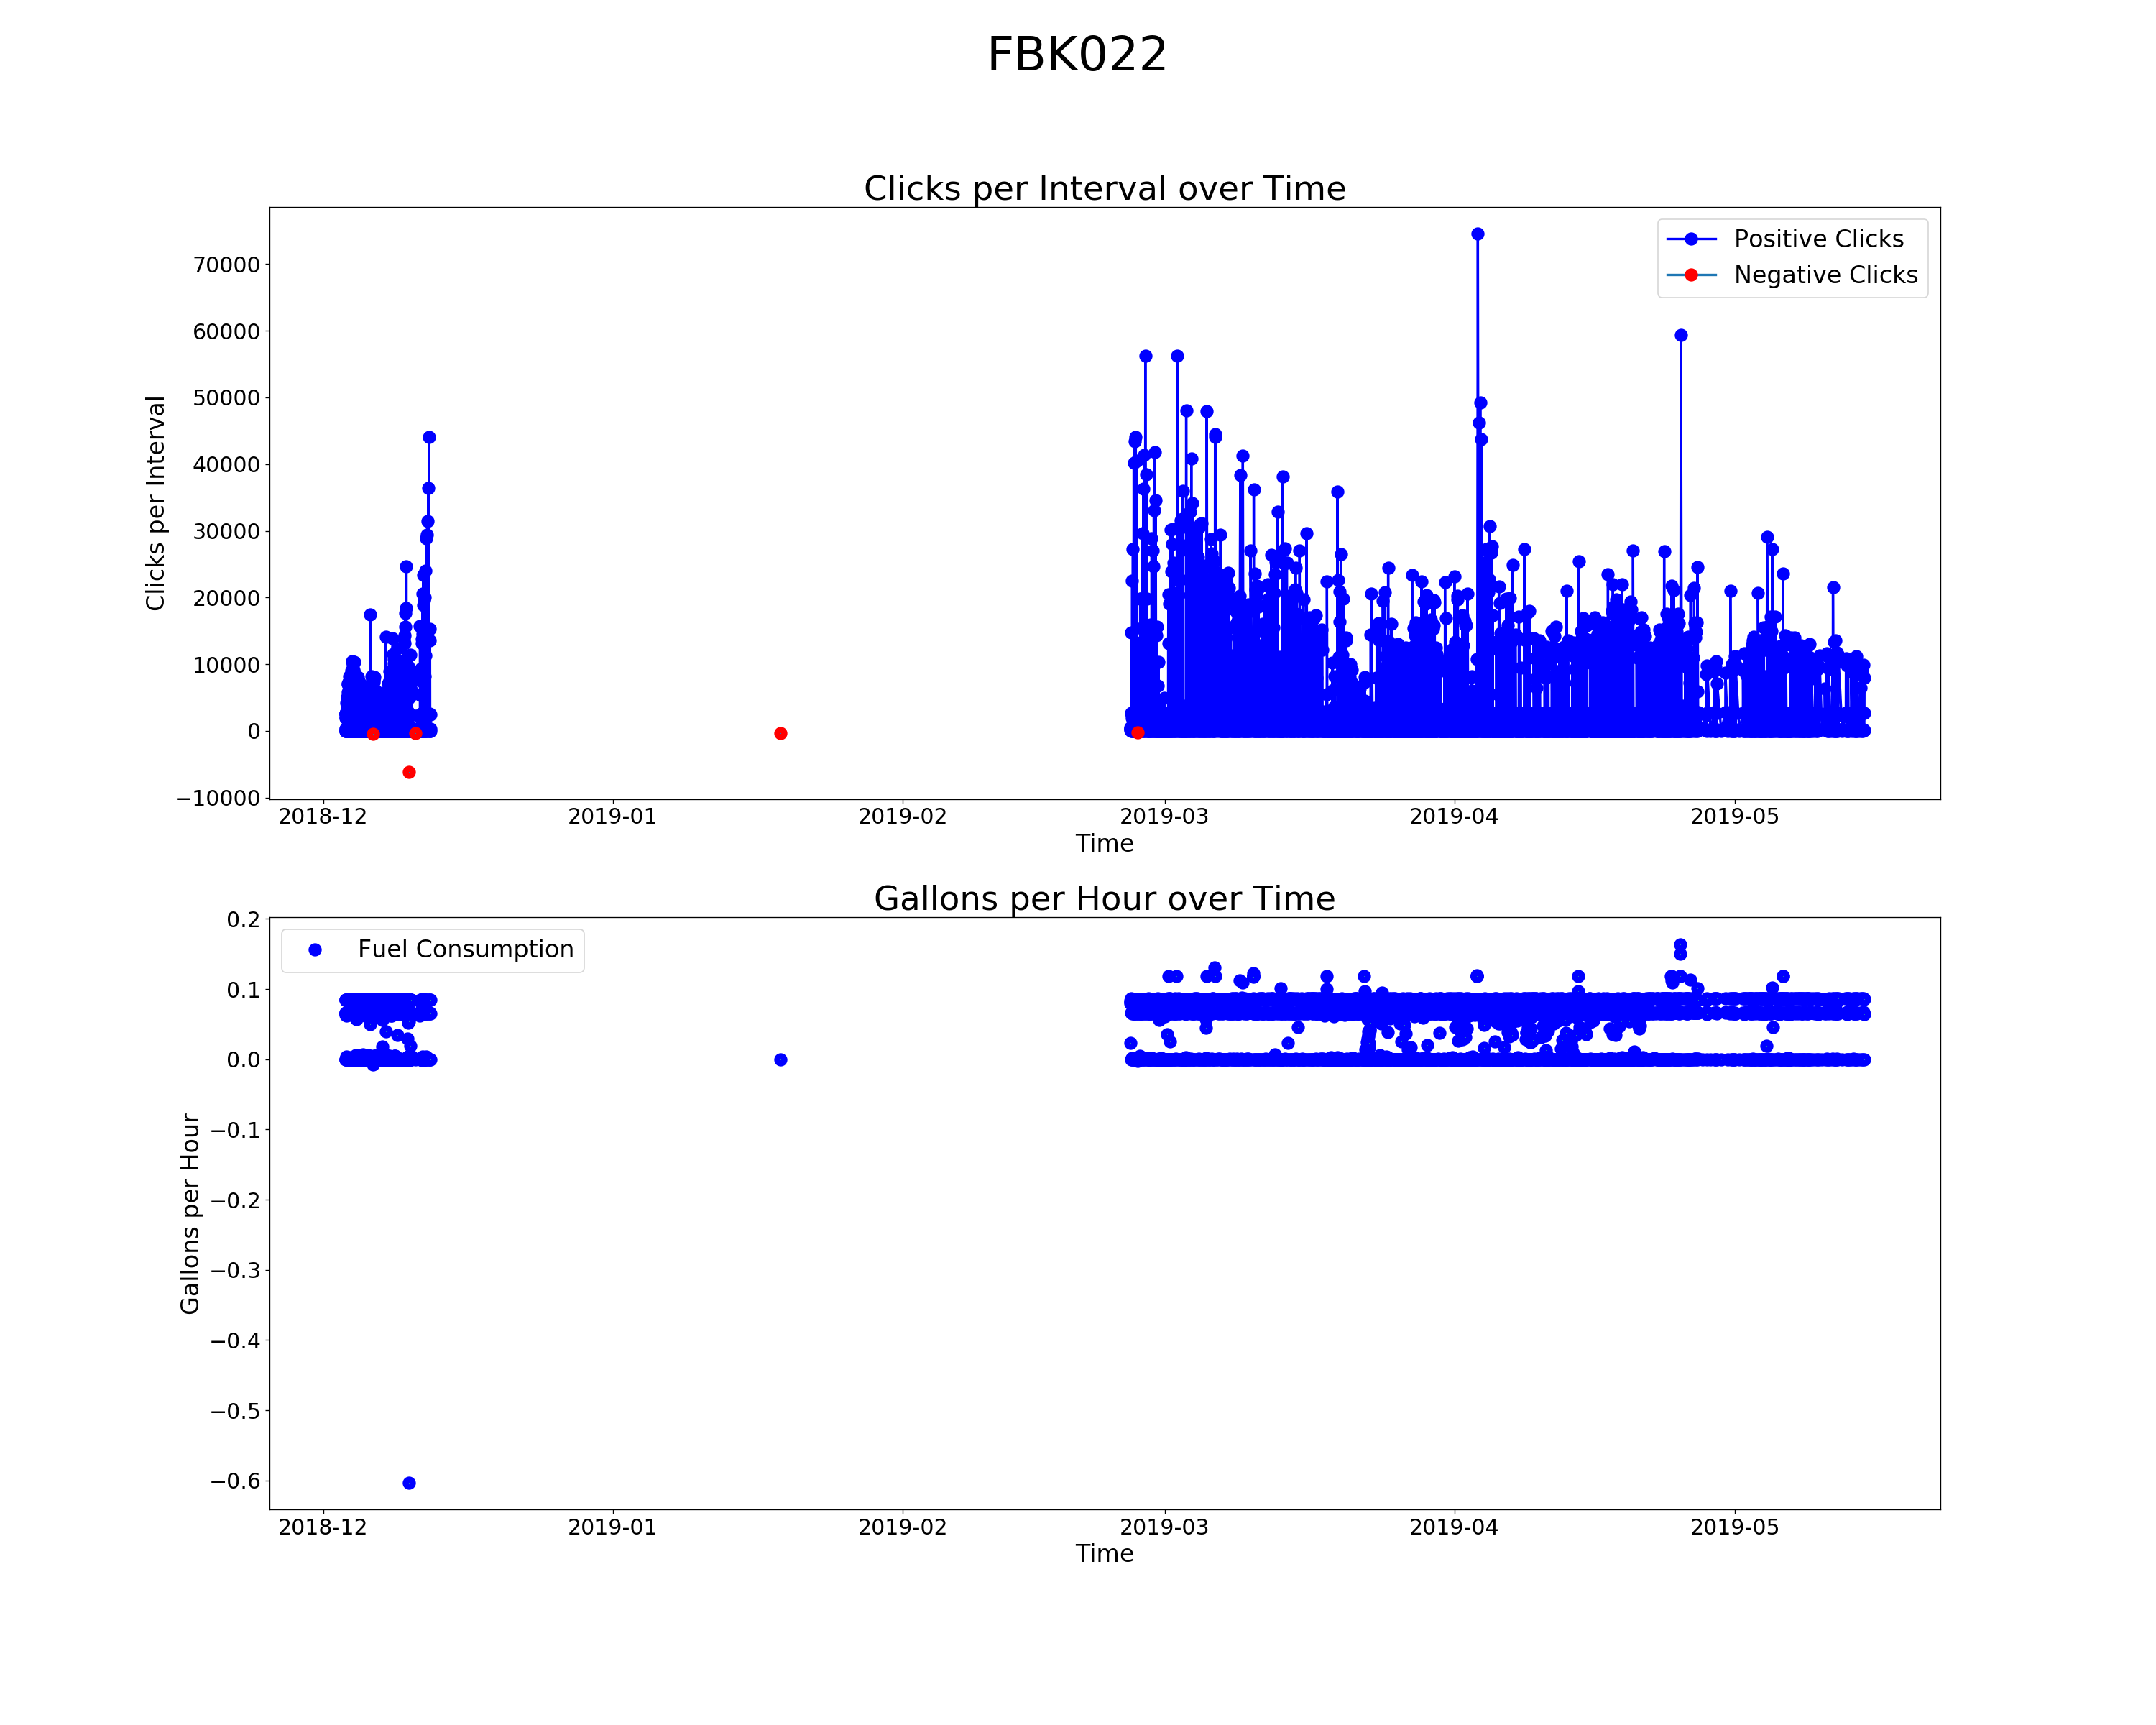 FBK022
Clicks per Interval over Time
Clicks per Interval
70000
60000
50000
40000
30000
20000
10000
0
−10000
Positive Clicks
Negative Clicks
2018-12 2019-01 2019-02 2019-03 2019-04 2019-05
Time
Gallons per Hour over Time
Gallons per Hour
0.2
0.1
0.0
−0.1
−0.2
−0.3
−0.4
−0.5
−0.6
Fuel Consumption
2018-12 2019-01 2019-02 2019-03 2019-04 2019-05
Time